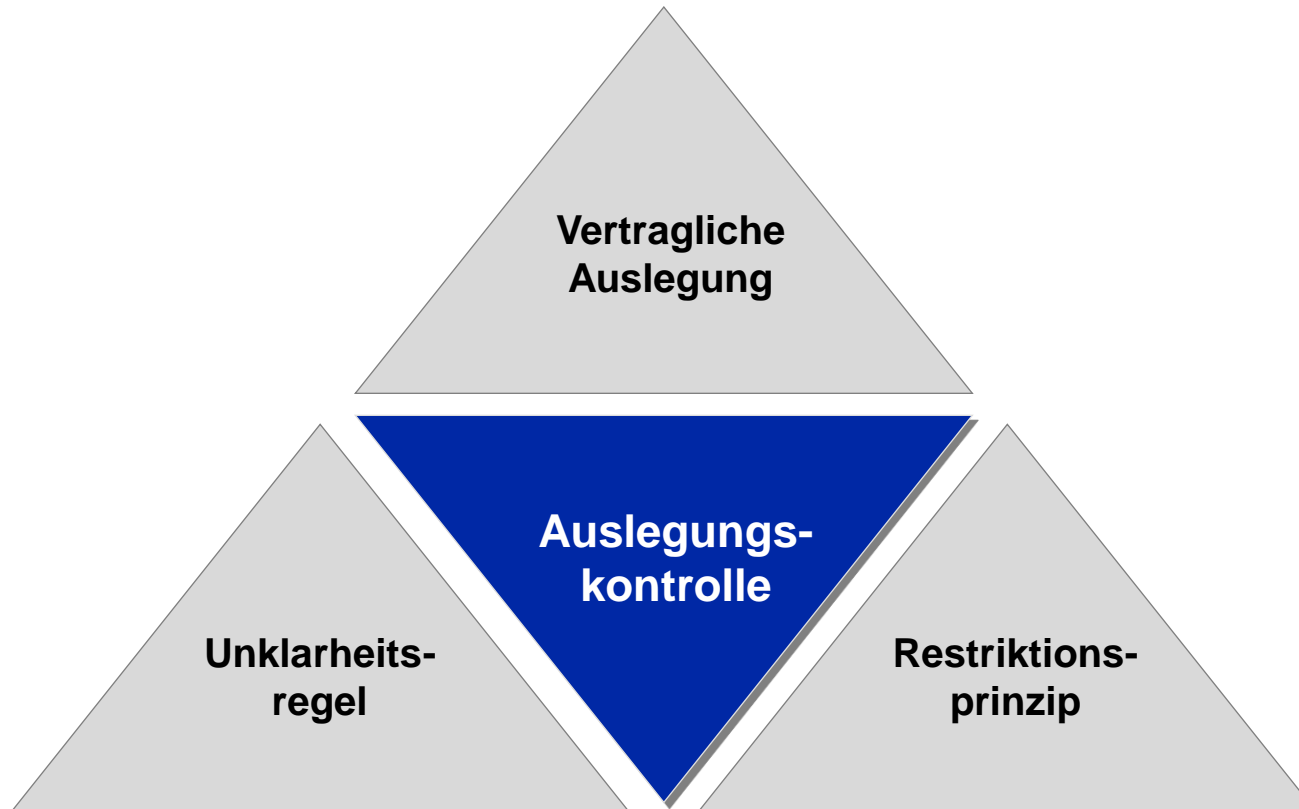 Vertragliche
Auslegung
Auslegungs-
kontrolle
Unklarheits-
regel
Restriktions-
prinzip